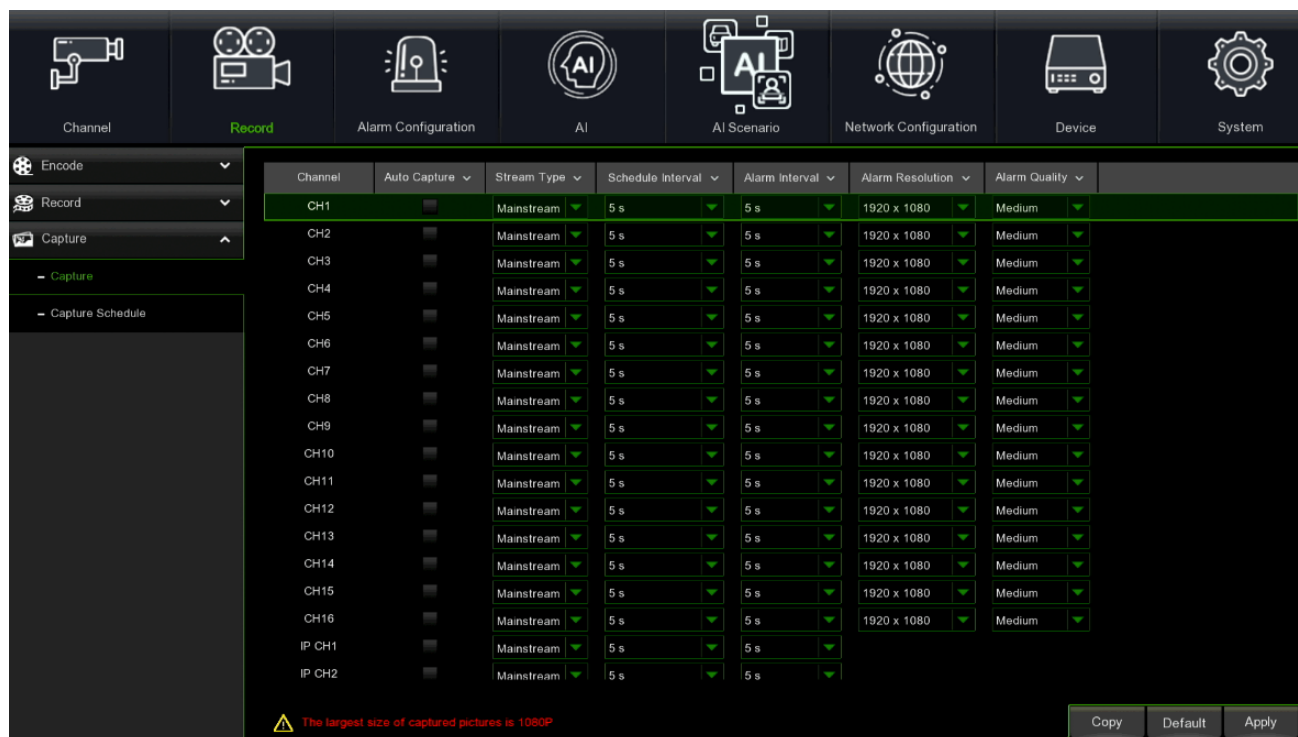 AI
AI
Channel Record Alarm Configuration AI AI Scenario Network Configuration Device System
Encode
Record
Capture
– Capture
– Capture Schedule
Channel Auto Capture Stream Type Schedule Interval Alarm Interval Alarm Resolution Alarm Quality
CH1 Mainstream 5 s 5 s 1920 x 1080 Medium
CH2 Mainstream 5 s 5 s 1920 x 1080 Medium
CH3 Mainstream 5 s 5 s 1920 x 1080 Medium
CH4 Mainstream 5 s 5 s 1920 x 1080 Medium
CH5 Mainstream 5 s 5 s 1920 x 1080 Medium
CH6 Mainstream 5 s 5 s 1920 x 1080 Medium
CH7 Mainstream 5 s 5 s 1920 x 1080 Medium
CH8 Mainstream 5 s 5 s 1920 x 1080 Medium
CH9 Mainstream 5 s 5 s 1920 x 1080 Medium
CH10 Mainstream 5 s 5 s 1920 x 1080 Medium
CH11 Mainstream 5 s 5 s 1920 x 1080 Medium
CH12 Mainstream 5 s 5 s 1920 x 1080 Medium
CH13 Mainstream 5 s 5 s 1920 x 1080 Medium
CH14 Mainstream 5 s 5 s 1920 x 1080 Medium
CH15 Mainstream 5 s 5 s 1920 x 1080 Medium
CH16 Mainstream 5 s 5 s 1920 x 1080 Medium
IP CH1 Mainstream 5 s 5 s
IP CH2 Mainstream 5 s 5 s
The largest size of captured pictures is 1080P
Copy Default Apply